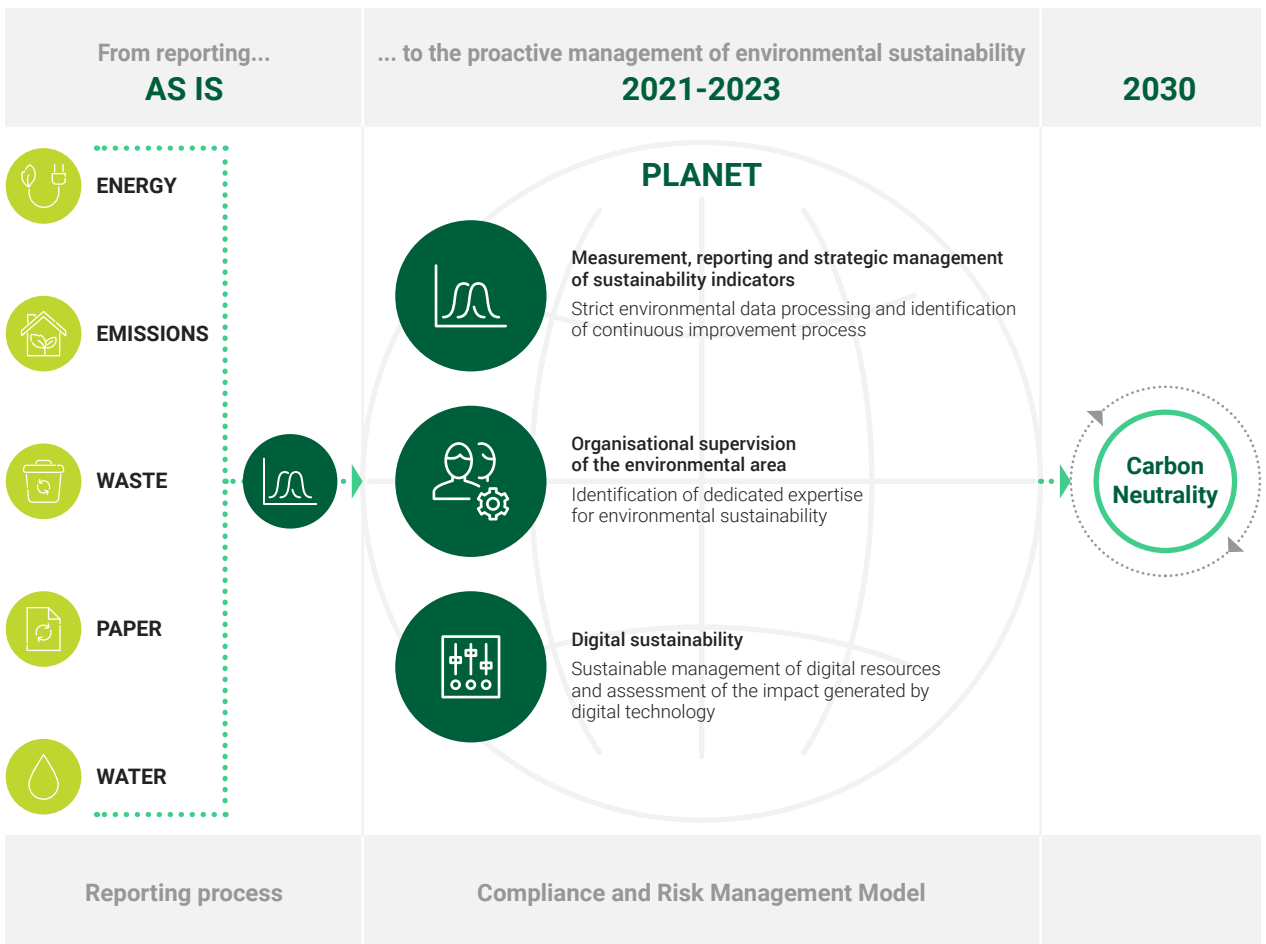 From reporting...
AS IS
... to the proactive management of environmental sustainability
2021-2023
2030
ENERGY
EMISSIONS
WASTE
PAPER
WATER
PLANET
Measurement, reporting and strategic management
of sustainability indicators
Strict environmental data processing and identification
of continuous improvement process
Organisational supervision
of the environmental area
Identification of dedicated expertise
for environmental sustainability
Digital sustainability
Sustainable management of digital resources
and assessment of the impact generated by
digital technology
Carbon
Neutrality
Reporting process
Compliance and Risk Management Model